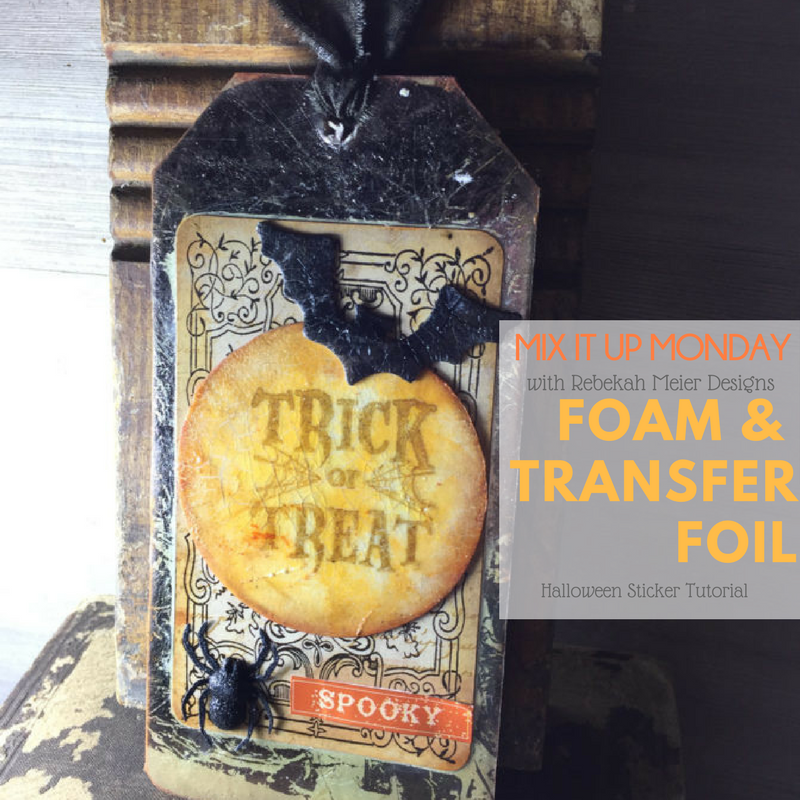 TRICK
or
TREAT
SPOOKY
MIX IT UP MONDAY
with Rebekah Meier Designs
FOAM &
TRANSFER
FOIL
Halloween Sticker Tutorial